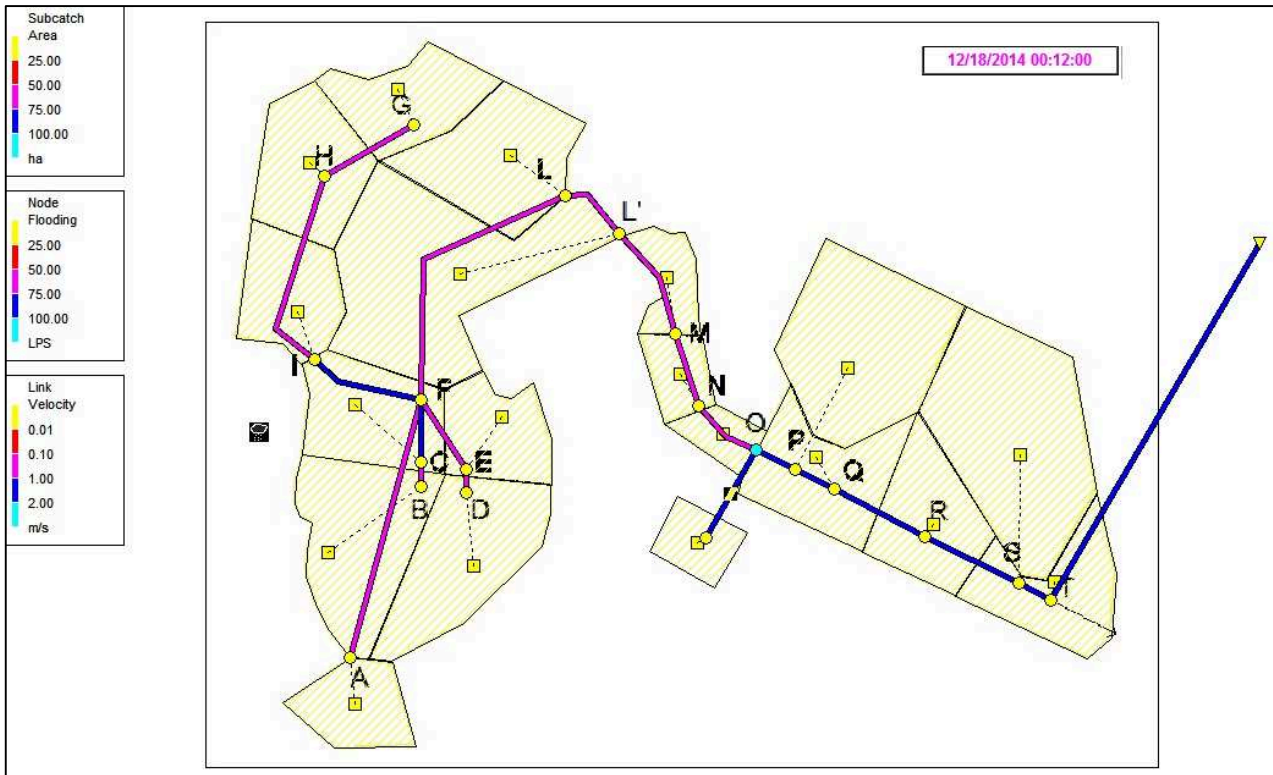 Subcatch
Area
25.00
50.00
75.00
100.00
ha
Node
Flooding
25.00
50.00
75.00
100.00
LPS
Link
Velocity
0.01
0.10
1.00
2.00
m/s
12/18/2014 00:12:00
G
H
L
L'
M
I
F
N
O
C
E
P
Q
B
D
R
S
T
A